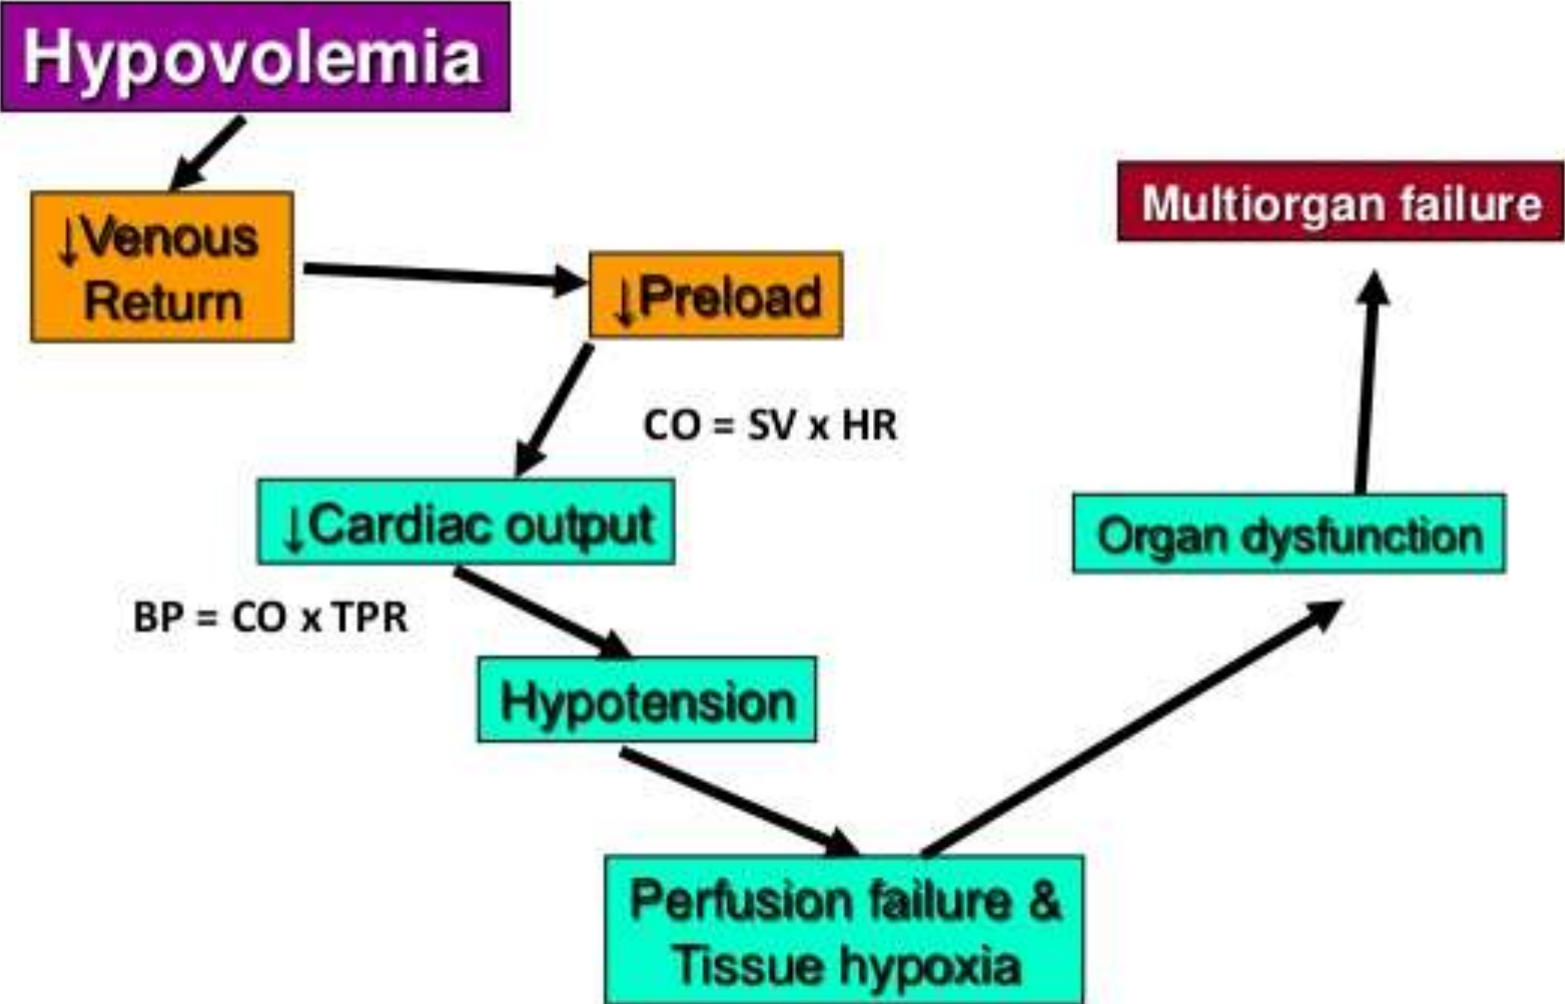 Hypovolemia
↓Venous
Return
↓Preload
CO = SV x HR
↓Cardiac output
BP = CO x TPR
Hypotension
Perfusion failure &
Tissue hypoxia
Organ dysfunction
Multiorgan failure